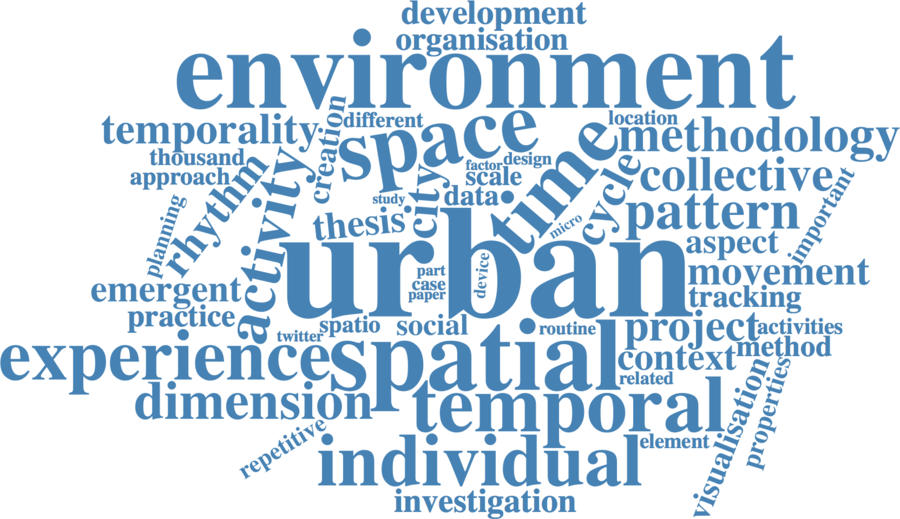 development
organisation
environment
temporality
different
creation
space
time
location
methodology
thousand
approach
rhythm
activity
factor
design
scale
cycle
collective
planning
study
city
data
thesis
micro
pattern
important
urban
aspect
emergent
part
case
paper
device
movement
tracking
practice
twitter
spatio
social
routine
project
activities
experience
spatial
context
method
related
dimension
temporal
visualisation
properties
repetitive
individual
element
investigation